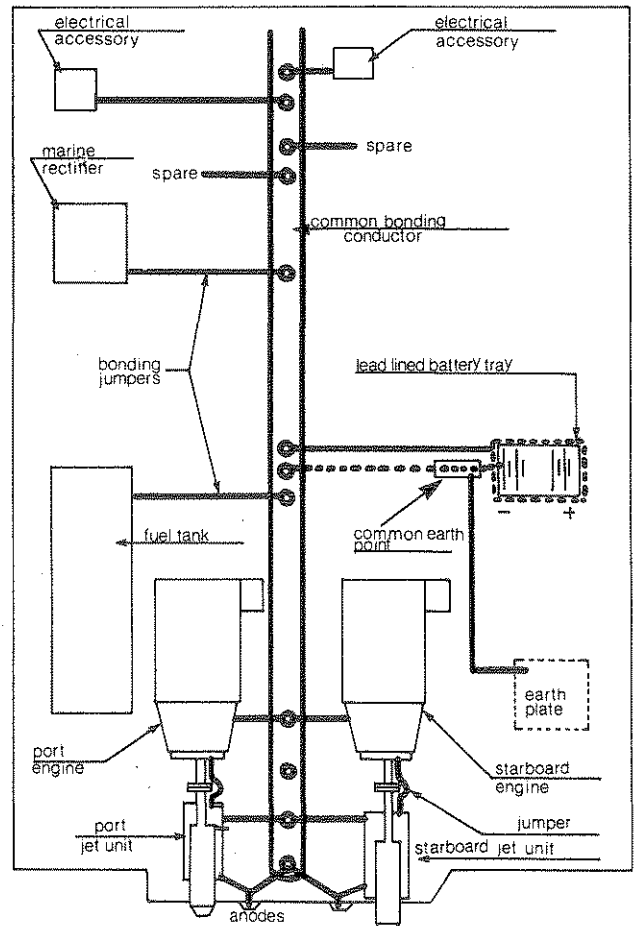 electrical
accessory
electrical
accessory
marine
rectifier
spare
spare
common bonding
conductor
bonding
jumpers
lead lined battery tray
- +
fuel tank
common earth
point
earth
plate
port
engine
starboard
engine
port
jet unit
jumper
starboard jet unit
anodes